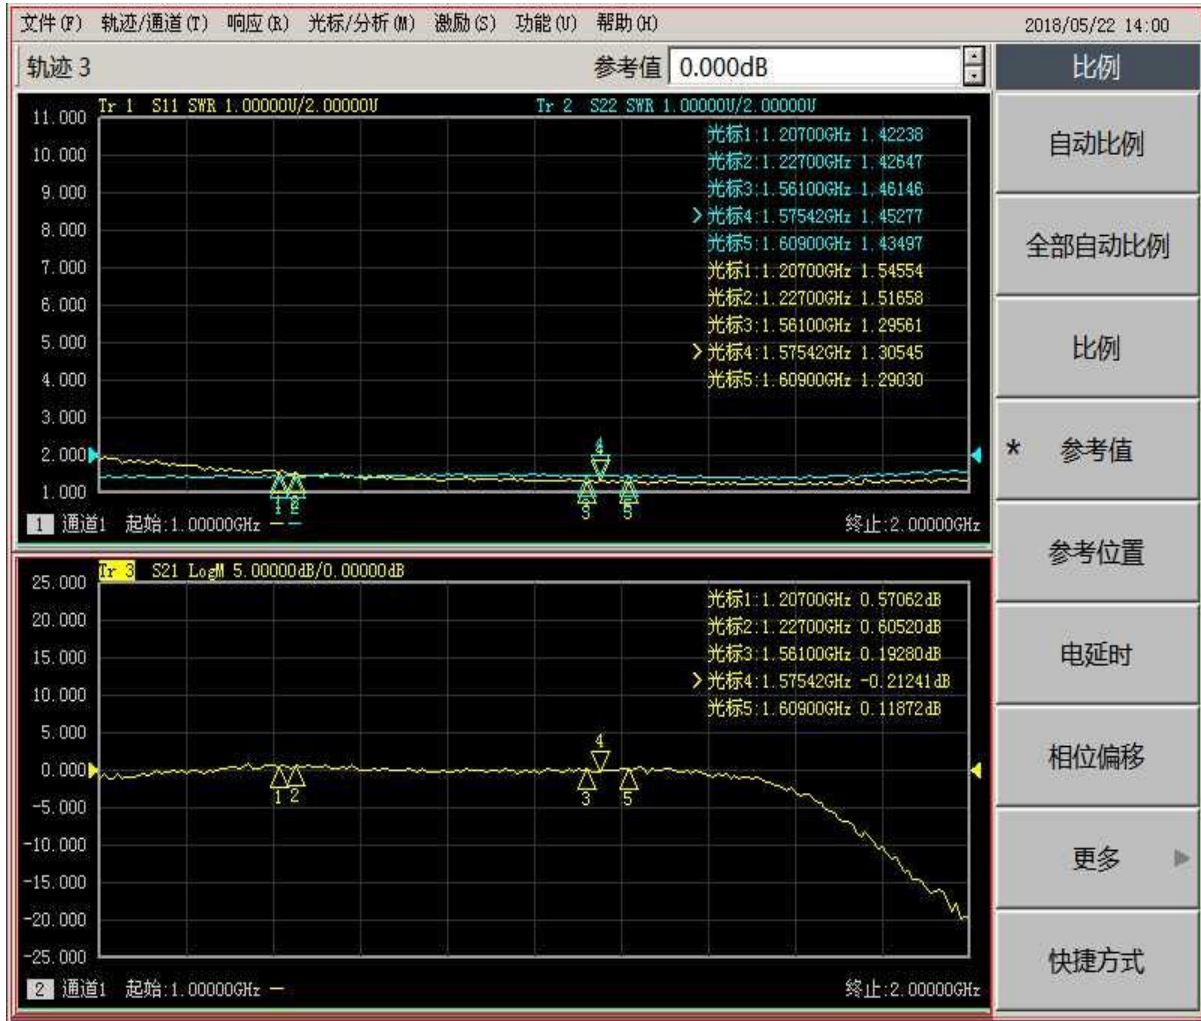 文件(F) 轨迹/通道(T) 响应(R) 光标/分析(M) 激励(S) 功能(U) 帮助(H) 2018/05/22 14:00
轨迹 3 参考值 0.000dB
Tr 1 S11 SWR 1.00000U/2.00000U Tr 2 S22 SWR 1.00000U/2.00000U
11.000
10.000
9.000
8.000
7.000
6.000
5.000
4.000
3.000
2.000
1.000
光标1:1.20700GHz 1.42238
光标2:1.22700GHz 1.42647
光标3:1.56100GHz 1.46146
>光标4:1.57542GHz 1.45277
光标5:1.60900GHz 1.43497
光标1:1.20700GHz 1.54554
光标2:1.22700GHz 1.51658
光标3:1.56100GHz 1.29561
>光标4:1.57542GHz 1.30545
光标5:1.60900GHz 1.29030
4
1 2 3 5
1 通道1 起始:1.00000GHz 终止:2.00000GHz
Tr 3 S21 LogM 5.00000dB/0.00000dB
25.000
20.000
15.000
10.000
5.000
0.000
-5.000
-10.000
-15.000
-20.000
-25.000
光标1:1.20700GHz 0.57062dB
光标2:1.22700GHz 0.60520dB
光标3:1.56100GHz 0.19280dB
>光标4:1.57542GHz -0.21241dB
光标5:1.60900GHz 0.11872dB
4
1 2 3 5
2 通道1 起始:1.00000GHz 终止:2.00000GHz
比例
自动比例
全部自动比例
比例
* 参考值
参考位置
电延时
相位偏移
更多
快捷方式